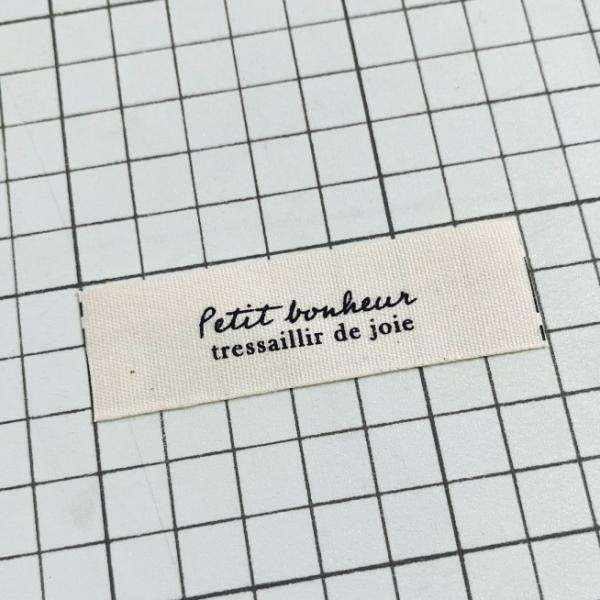 Petit bonheur
tressaillir de joie